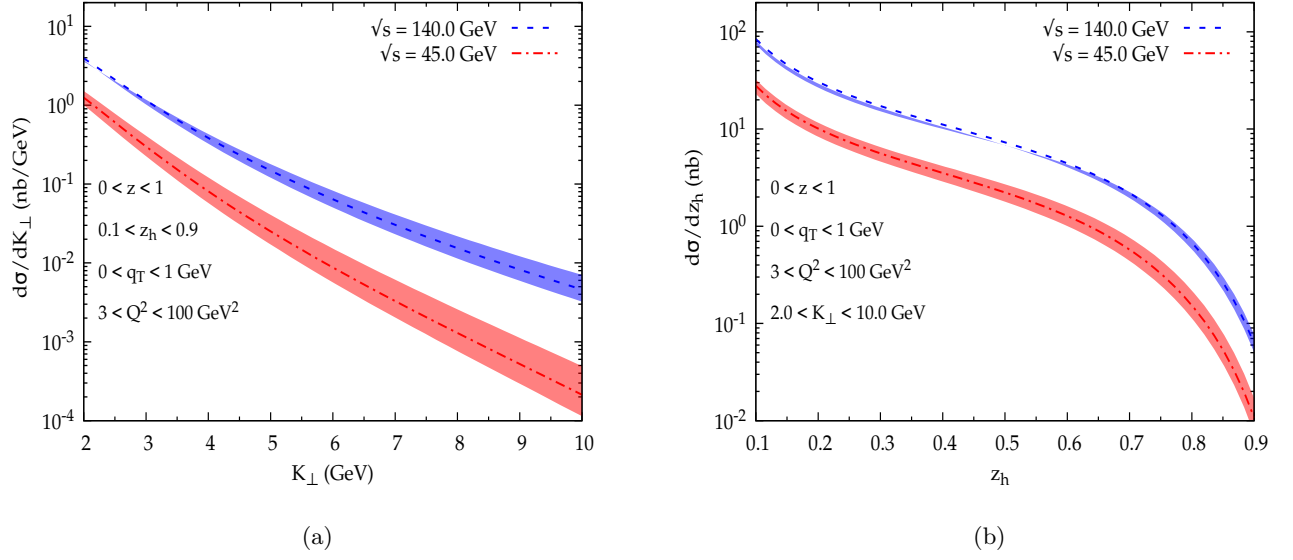 10^1
10^0
10^-1
10^-2
10^-3
10^-4
2 3 4 5 6 7 8 9 10
dσ/dK⊥ (nb/GeV)
K⊥ (GeV)
√s = 140.0 GeV
√s = 45.0 GeV
0 < z < 1
0.1 < z_h < 0.9
0 < q_T < 1 GeV
3 < Q^2 < 100 GeV^2
(a)
10^2
10^1
10^0
10^-1
10^-2
0.1 0.2 0.3 0.4 0.5 0.6 0.7 0.8 0.9
dσ/dz_h (nb)
z_h
√s = 140.0 GeV
√s = 45.0 GeV
0 < z < 1
0 < q_T < 1 GeV
3 < Q^2 < 100 GeV^2
2.0 < K⊥ < 10.0 GeV
(b)